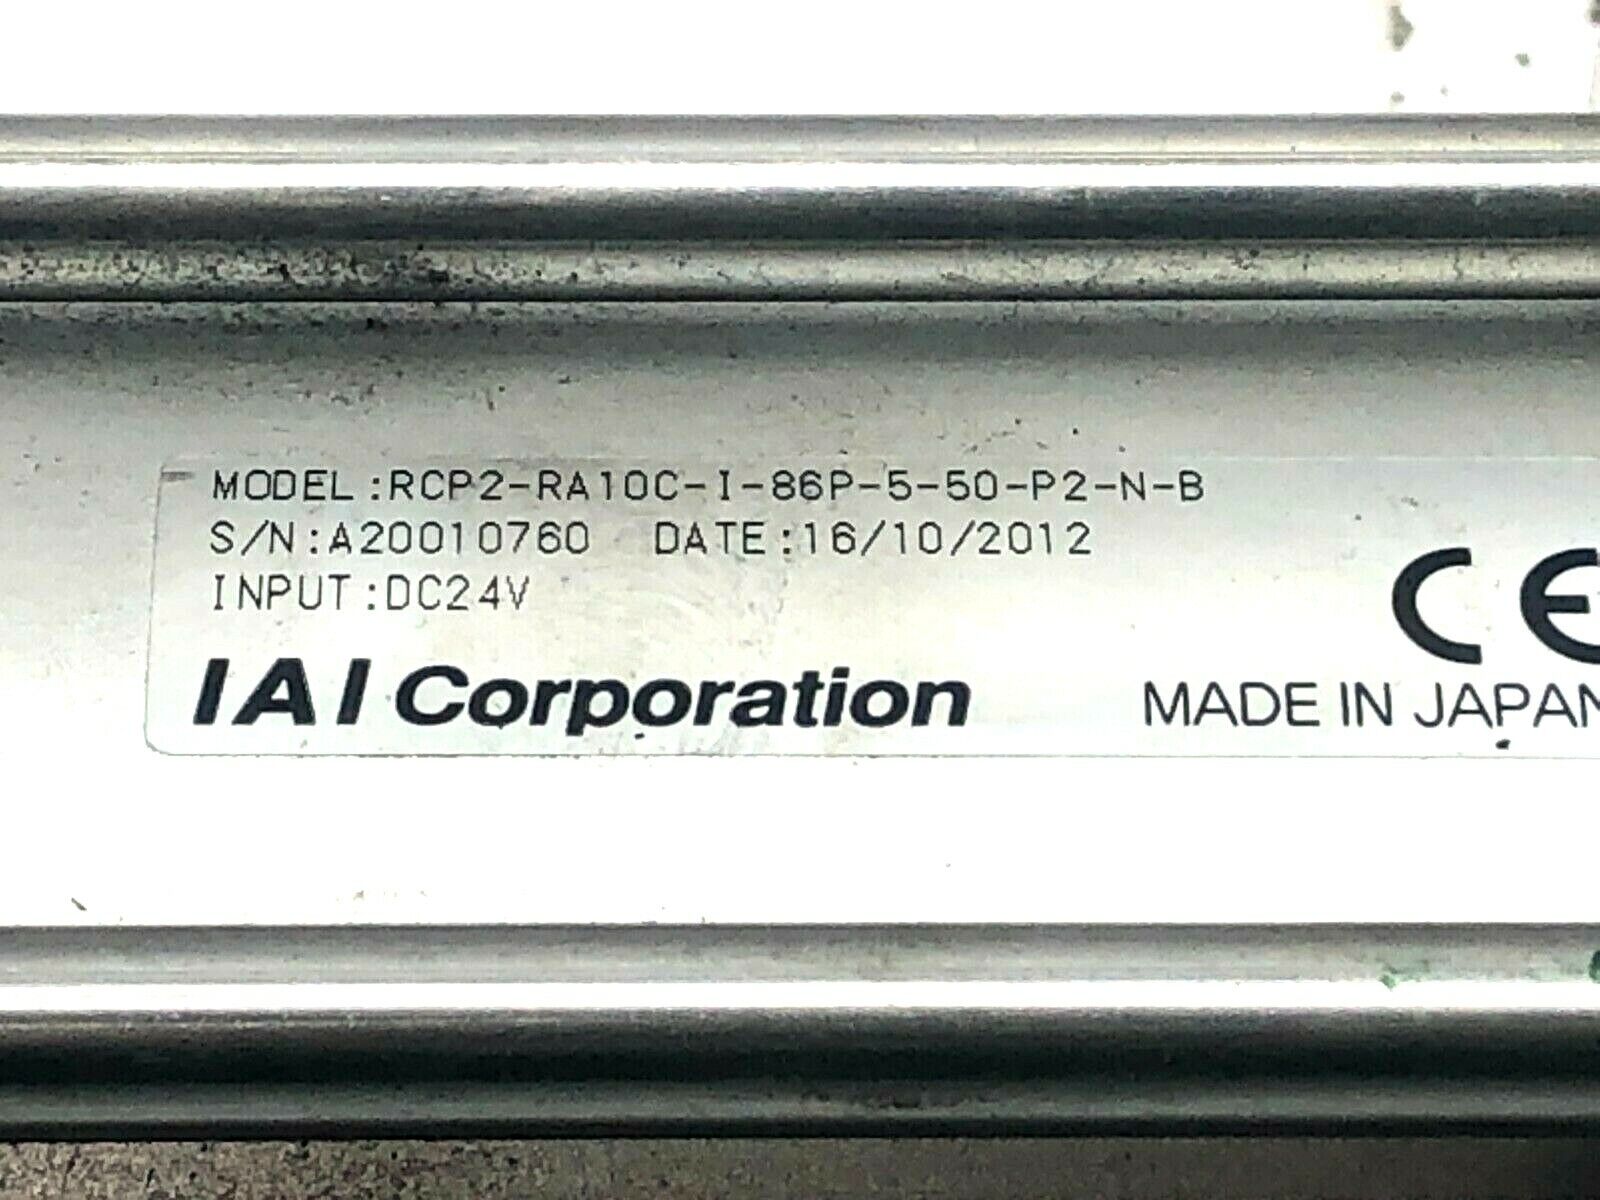 MODEL:RCP2-RA10C-I-86P-5-50-P2-N-B
S/N:A20010760 DATE:16/10/2012
INPUT:DC24V
CE
IAI Corporation
MADE IN JAPAN